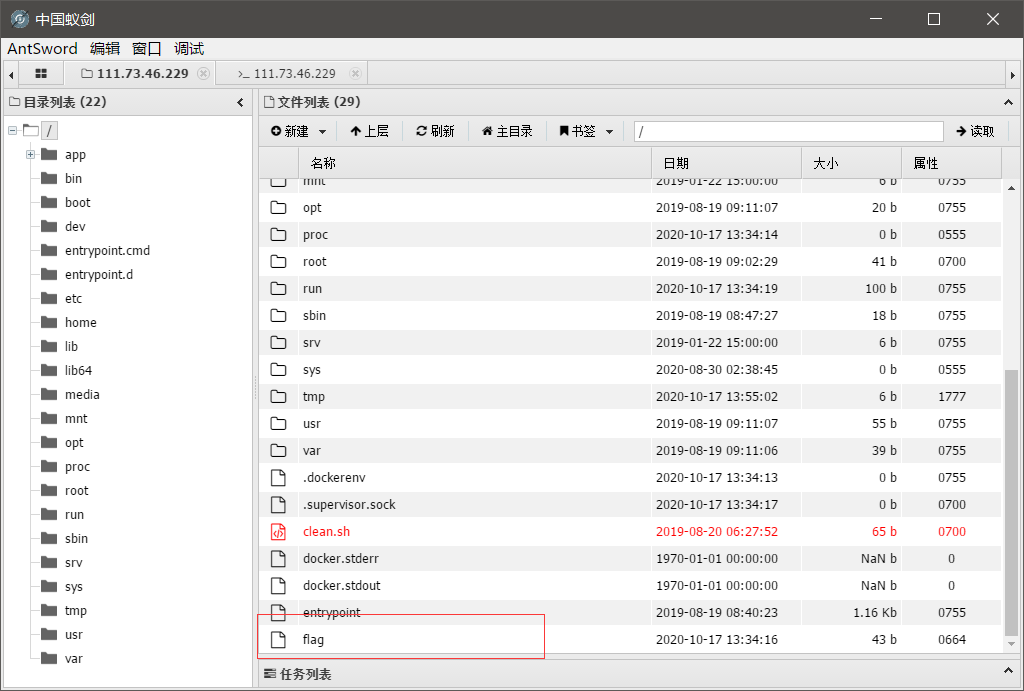 中国蚁剑
AntSword 编辑 窗口 调试
111.73.46.229 >_ 111.73.46.229
目录列表 (22)
/
app
bin
boot
dev
entrypoint.cmd
entrypoint.d
etc
home
lib
lib64
media
mnt
opt
proc
root
run
sbin
srv
sys
tmp
usr
var
文件列表 (29)
新建 上层 刷新 主目录 书签 / 读取
名称 日期 大小 属性
mnt 2019-01-22 15:00:00 6 b 0755
opt 2019-08-19 09:11:07 20 b 0755
proc 2020-10-17 13:34:14 0 b 0555
root 2019-08-19 09:02:29 41 b 0700
run 2020-10-17 13:34:19 100 b 0755
sbin 2019-08-19 08:47:27 18 b 0755
srv 2019-01-22 15:00:00 6 b 0755
sys 2020-08-30 02:38:45 0 b 0555
tmp 2020-10-17 13:55:02 6 b 1777
usr 2019-08-19 09:11:07 55 b 0755
var 2019-08-19 09:11:06 39 b 0755
.dockerenv 2020-10-17 13:34:13 0 b 0755
.supervisor.sock 2020-10-17 13:34:17 0 b 0700
clean.sh 2019-08-20 06:27:52 65 b 0700
docker.stderr 1970-01-01 00:00:00 NaN b 0
docker.stdout 1970-01-01 00:00:00 NaN b 0
entrypoint 2019-08-19 08:40:23 1.16 Kb 0755
flag 2020-10-17 13:34:16 43 b 0664
任务列表